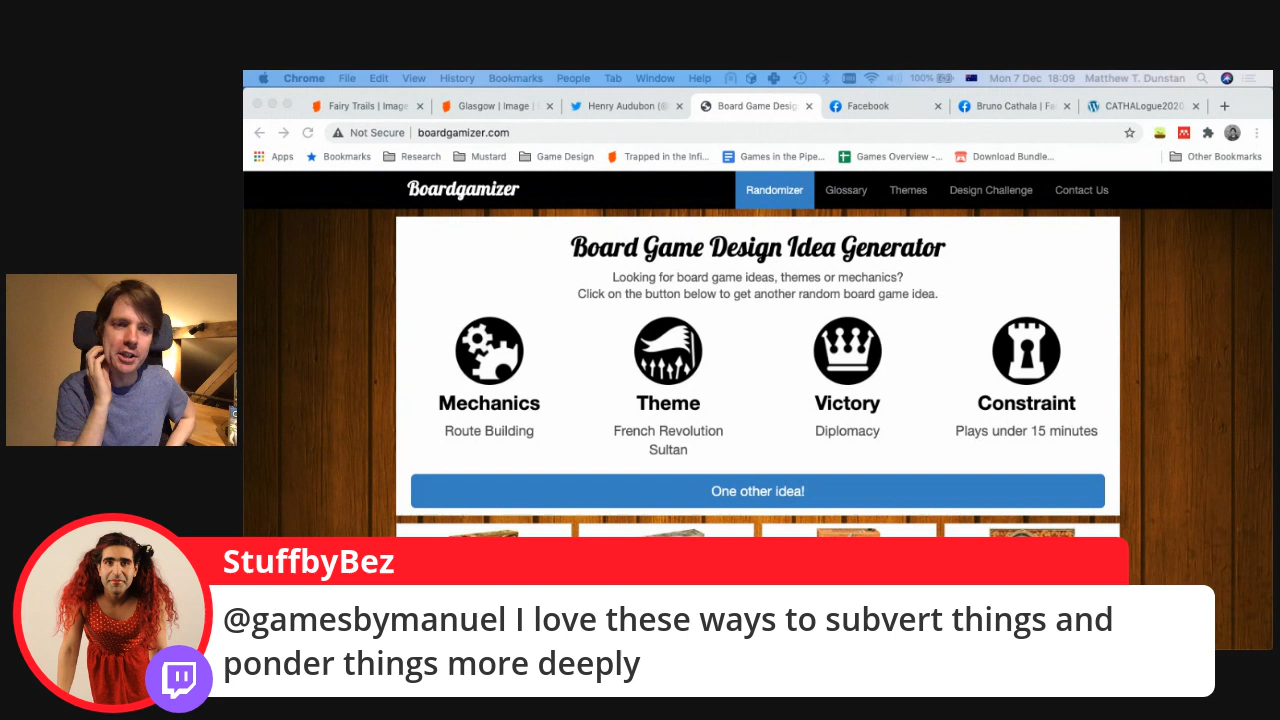 Chrome File Edit View History Bookmarks People Tab Window Help 100% Mon 7 Dec 18:09 Matthew T. Dunstan
Fairy Trails | Image Glasgow | Image | Henry Audubon (@ Board Game Desig Facebook Bruno Cathala | Fa CATHALogue2020
Not Secure boardgamizer.com
Apps Bookmarks Research Mustard Game Design Trapped in the Infi... Games in the Pipe... Games Overview -... Download Bundle... Other Bookmarks
Boardgamizer Randomizer Glossary Themes Design Challenge Contact Us
Board Game Design Idea Generator
Looking for board game ideas, themes or mechanics?
Click on the button below to get another random board game idea.
Mechanics Theme Victory Constraint
Route Building French Revolution Diplomacy Plays under 15 minutes
Sultan
One other idea!
StuffbyBez
@gamesbymanuel I love these ways to subvert things and
ponder things more deeply